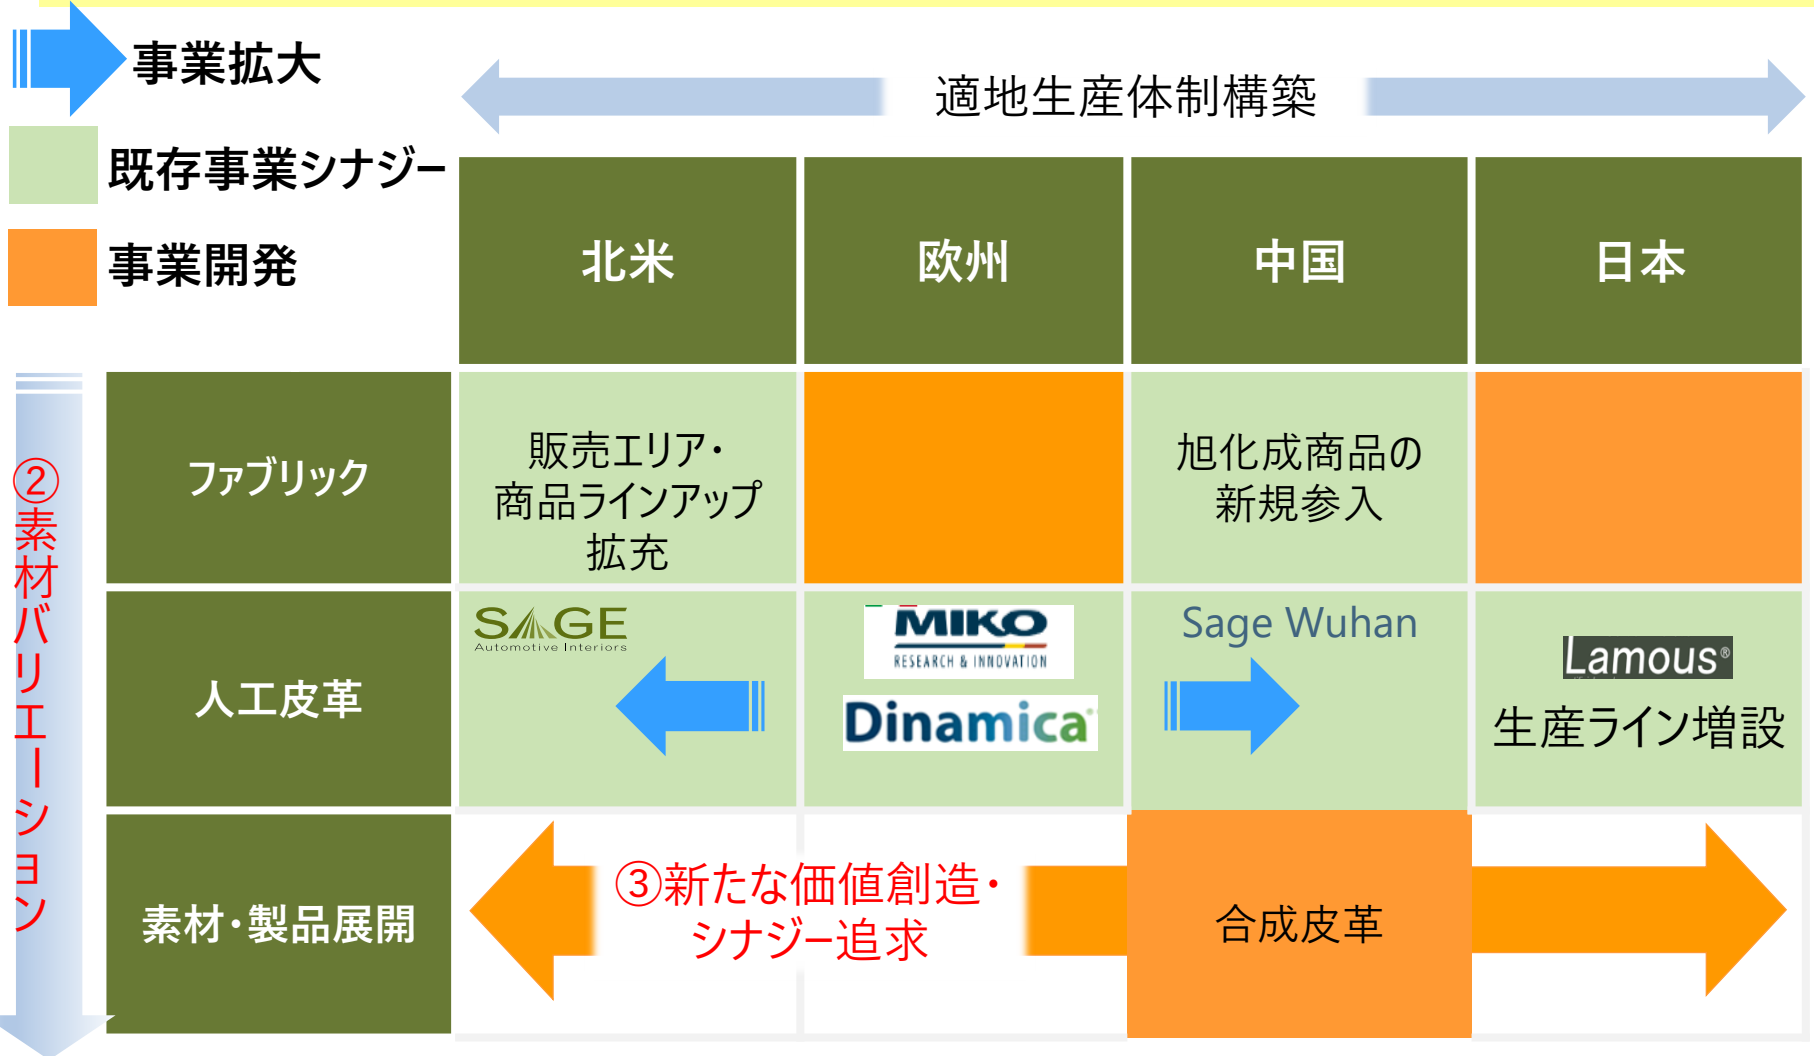 事業拡大
既存事業シナジー
事業開発
適地生産体制構築
北米
欧州
中国
日本
②素材バリエーション
ファブリック
販売エリア・
商品ラインアップ
拡充
旭化成商品の
新規参入
人工皮革
SAGE
Automotive Interiors
MIKO
RESEARCH & INNOVATION
Dinamica
Sage Wuhan
Lamous®
生産ライン増設
素材・製品展開
③新たな価値創造・
シナジー追求
合成皮革